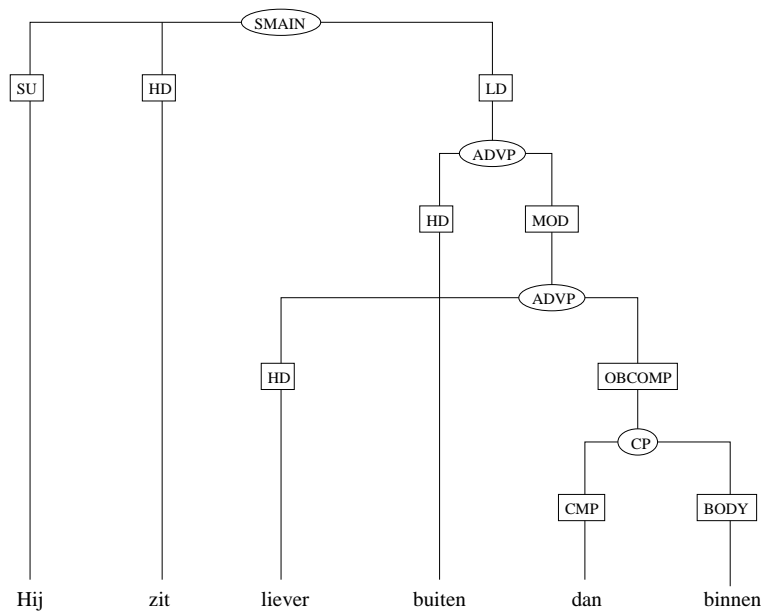 SMAIN
SU HD LD
ADVP
HD MOD
ADVP
HD OBCOMP
CP
CMP BODY
Hij zit liever buiten dan binnen